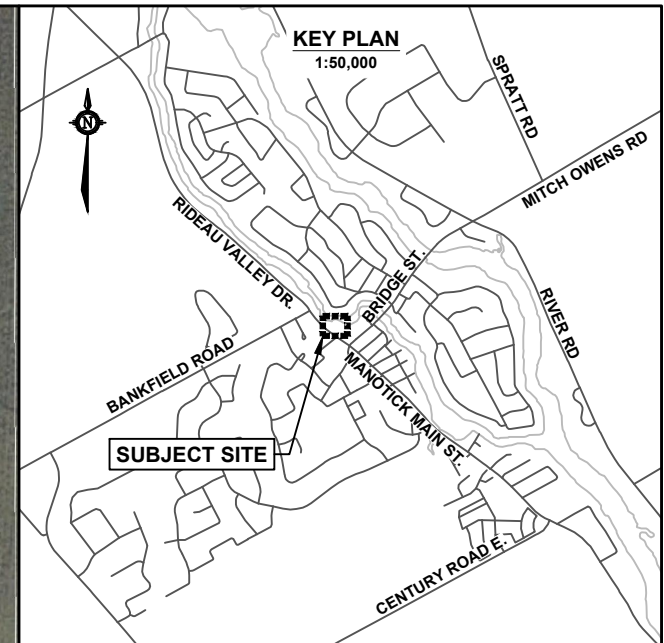 KEY PLAN
1:50,000
N
SPRATT RD
MITCH OWENS RD
RIDEAU VALLEY DR.
BRIDGE ST.
RIVER RD
BANKFIELD ROAD
MANOTICK MAIN ST.
SUBJECT SITE
CENTURY ROAD E.